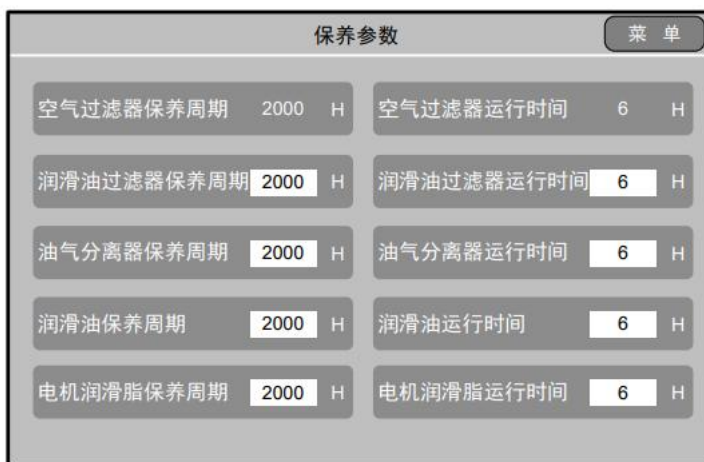 保养参数
菜 单
空气过滤器保养周期 2000 H 空气过滤器运行时间 6 H
润滑油过滤器保养周期 2000 H 润滑油过滤器运行时间 6 H
油气分离器保养周期 2000 H 油气分离器运行时间 6 H
润滑油保养周期 2000 H 润滑油运行时间 6 H
电机润滑脂保养周期 2000 H 电机润滑脂运行时间 6 H